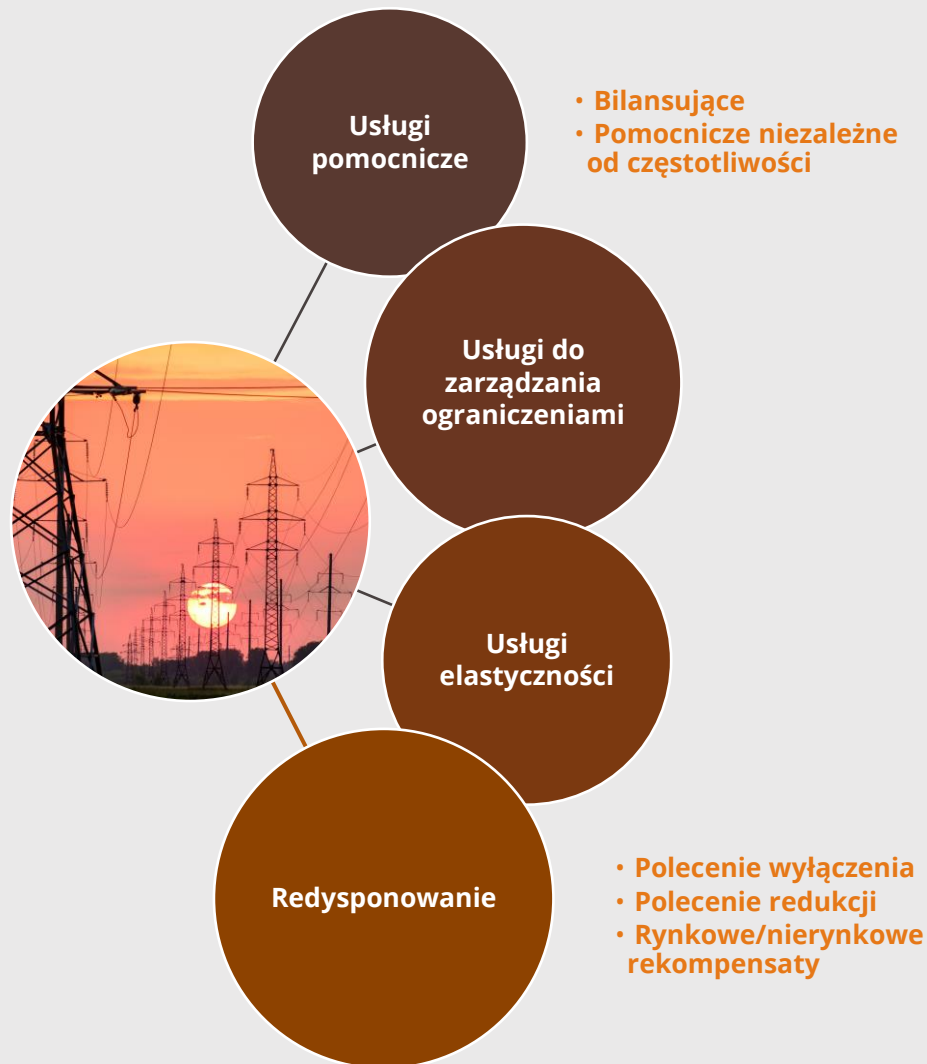 Usługi
pomocnicze
• Bilansujące
• Pomocnicze niezależne
od częstotliwości
Usługi do
zarządzania
ograniczeniami
Usługi
elastyczności
Redysponowanie
• Polecenie wyłączenia
• Polecenie redukcji
• Rynkowe/nierynkowe
rekompensaty